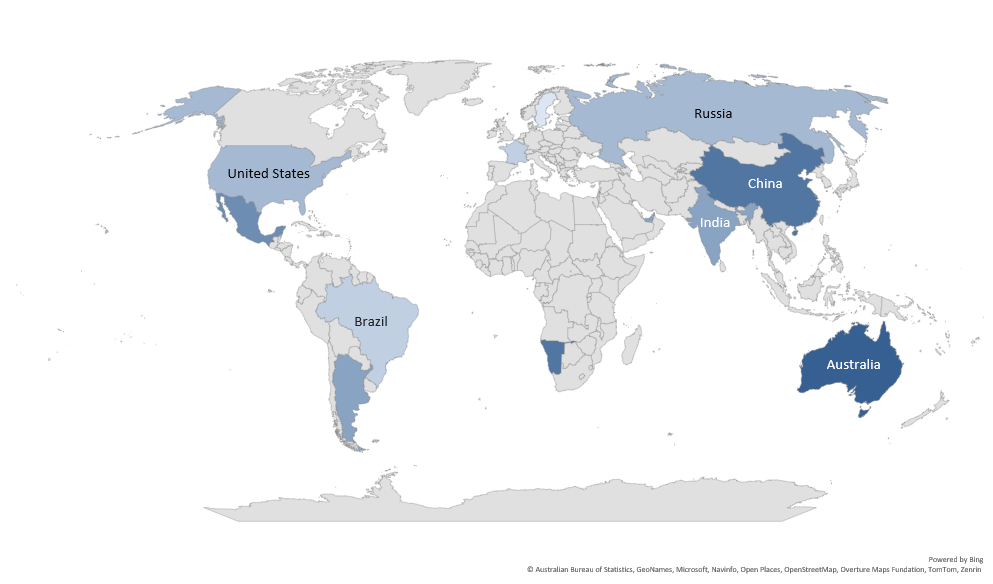 Russia
United States
China
India
Brazil
Australia
Powered by Bing
© Australian Bureau of Statistics, GeoNames, Microsoft, Navinfo, Open Places, OpenStreetMap, Overture Maps Fundation, TomTom, Zenrin